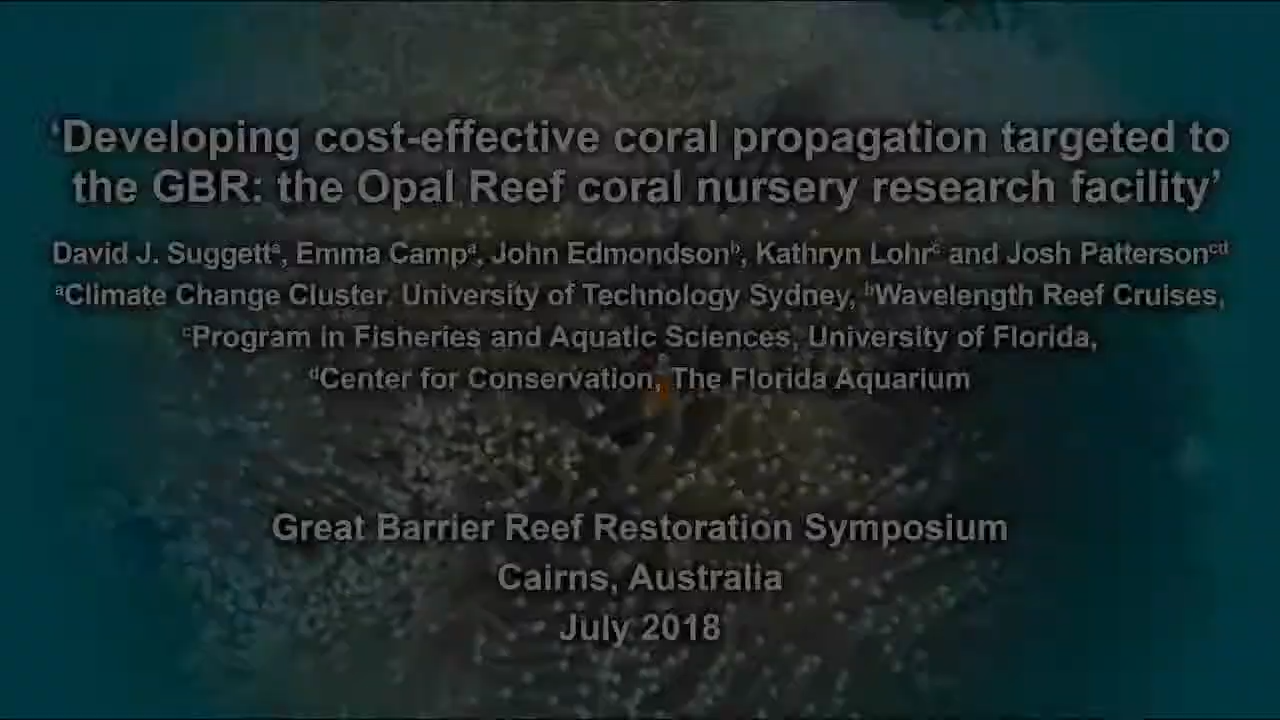 ‘Developing cost-effective coral propagation targeted to
the GBR: the Opal Reef coral nursery research facility’
David J. Suggettᵃ, Emma Campᵃ, John Edmondsonᵇ, Kathryn Lohrᶜ and Josh Pattersonᶜᵈ
ᵃClimate Change Cluster, University of Technology Sydney, ᵇWavelength Reef Cruises,
ᶜProgram in Fisheries and Aquatic Sciences, University of Florida,
ᵈCenter for Conservation, The Florida Aquarium
Great Barrier Reef Restoration Symposium
Cairns, Australia
July 2018